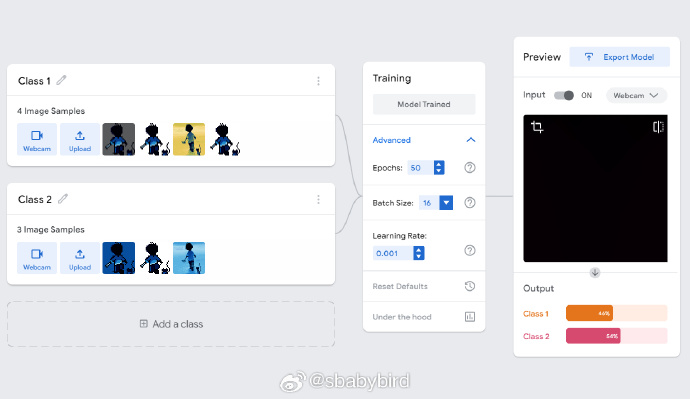 Class 1
4 Image Samples
Webcam
Upload
Class 2
3 Image Samples
Webcam
Upload
Add a class
Training
Model Trained
Advanced
Epochs: 50
Batch Size: 16
Learning Rate:
0.001
Reset Defaults
Under the hood
Preview
Export Model
Input ON Webcam
Output
Class 1 46%
Class 2 54%
@sbabybird